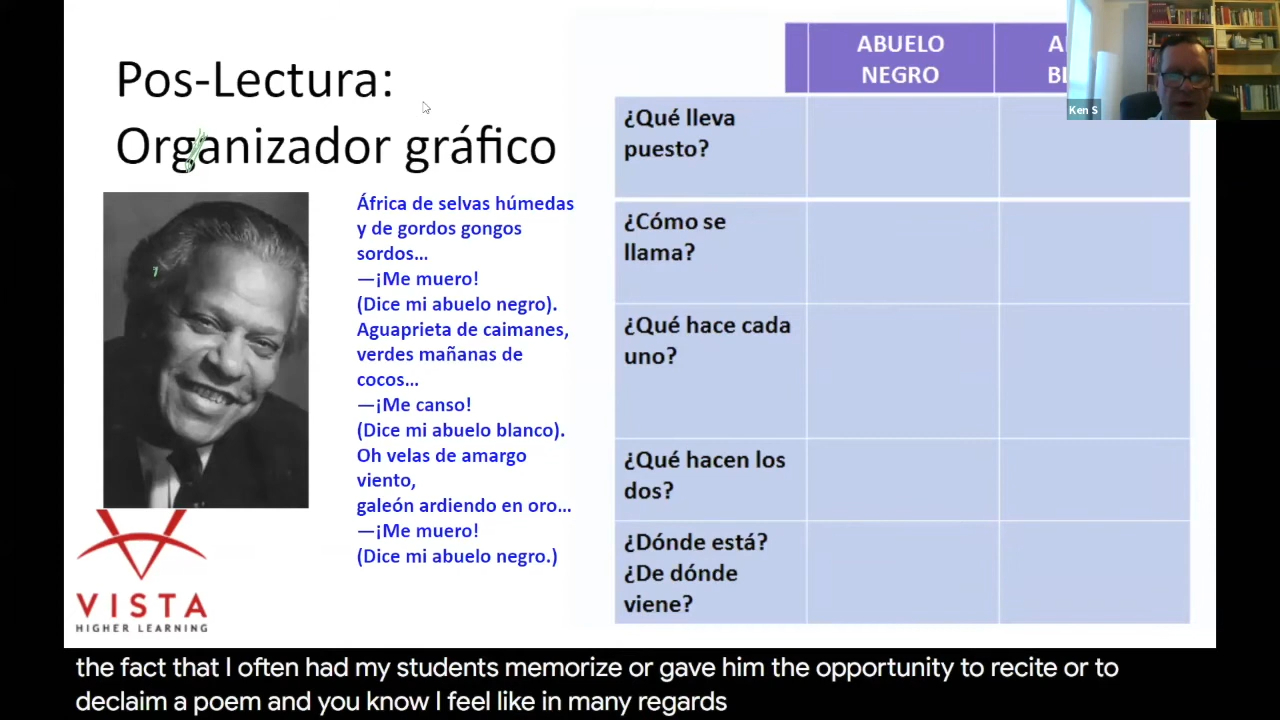 Pos-Lectura:
Organizador gráfico
África de selvas húmedas
y de gordos gongos
sordos...
—¡Me muero!
(Dice mi abuelo negro).
Aguaprieta de caimanes,
verdes mañanas de
cocos...
—¡Me canso!
(Dice mi abuelo blanco).
Oh velas de amargo
viento,
galeón ardiendo en oro...
—¡Me muero!
(Dice mi abuelo negro.)
VISTA
HIGHER LEARNING
ABUELO
NEGRO
¿Qué lleva
puesto?
¿Cómo se
llama?
¿Qué hace cada
uno?
¿Qué hacen los
dos?
¿Dónde está?
¿De dónde
viene?
Ken S
the fact that I often had my students memorize or gave him the opportunity to recite or to
declaim a poem and you know I feel like in many regards